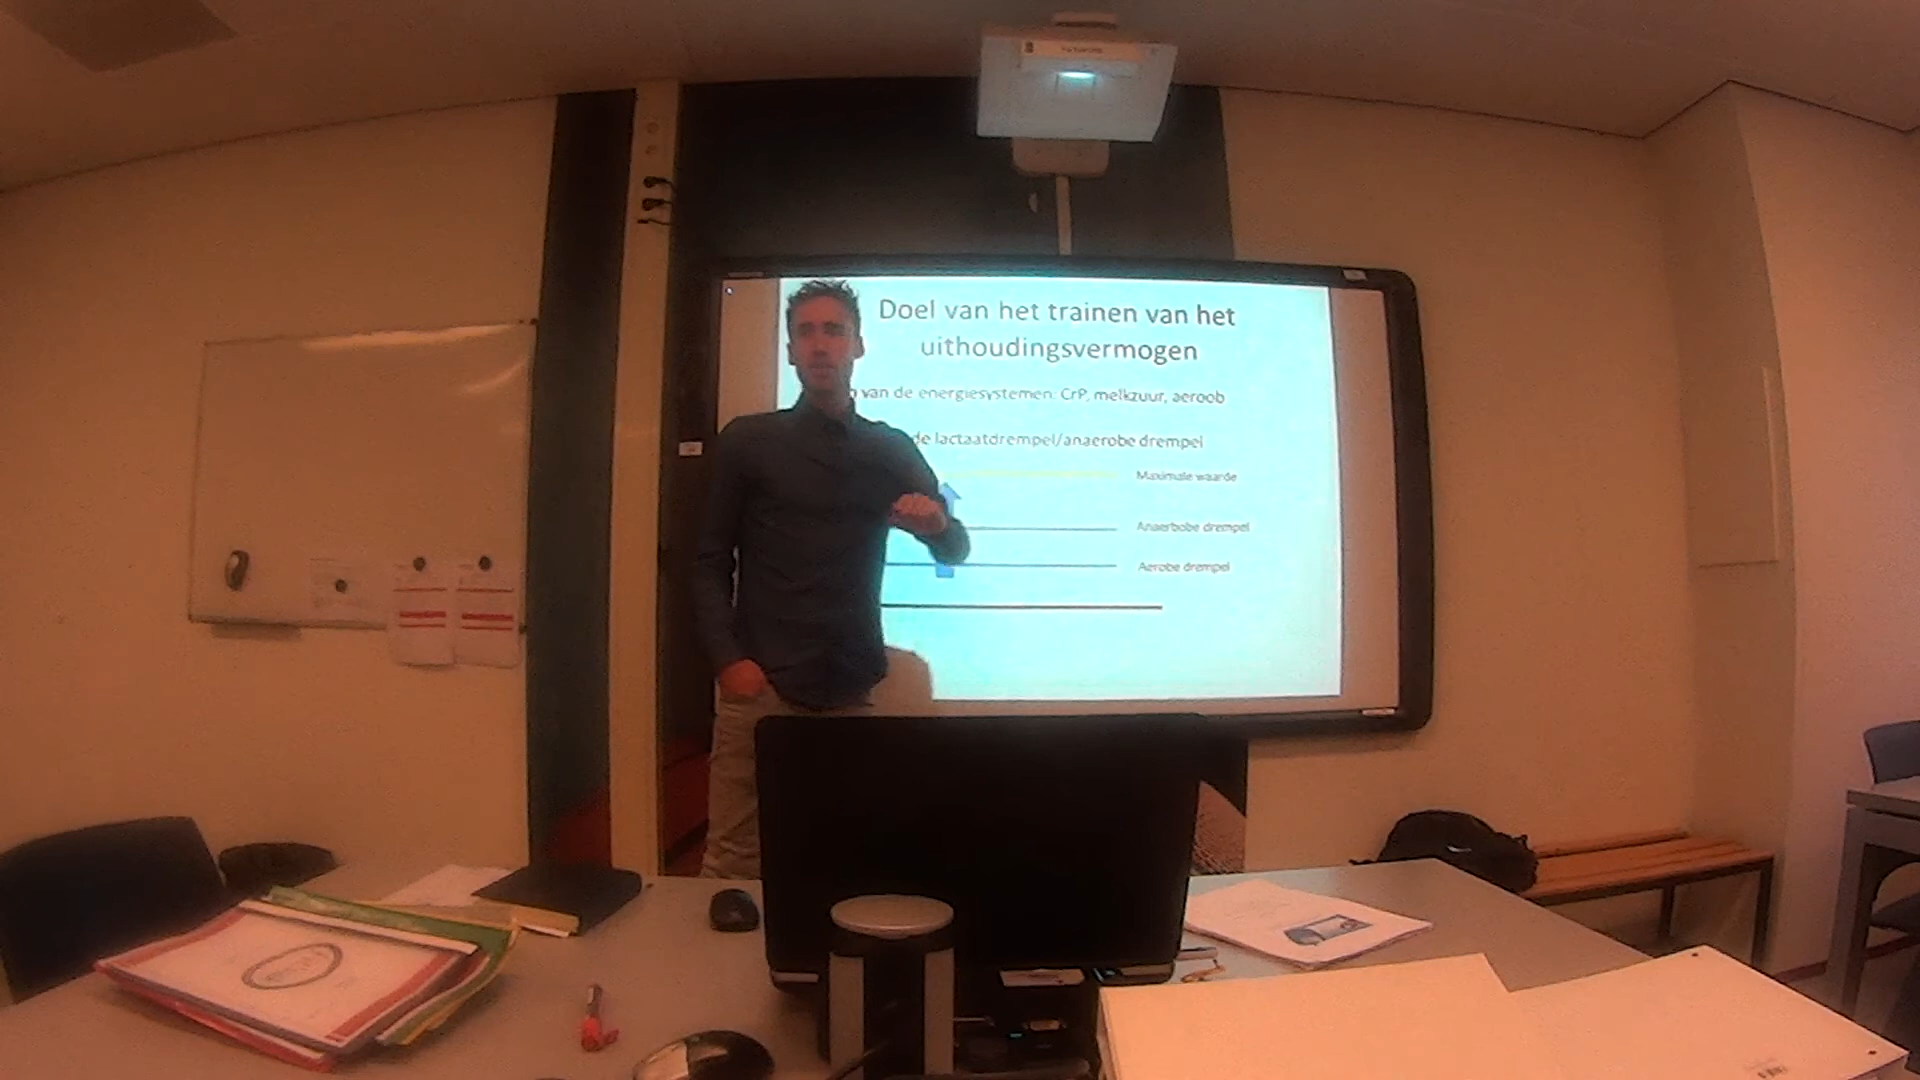 Doel van het trainen van het
uithoudingsvermogen
van de energiesystemen: CrP, melkzuur, aeroob
de lactaatdrempel/anaerobe drempel
Maximale waarde
Anaerbobe drempel
Aerobe drempel